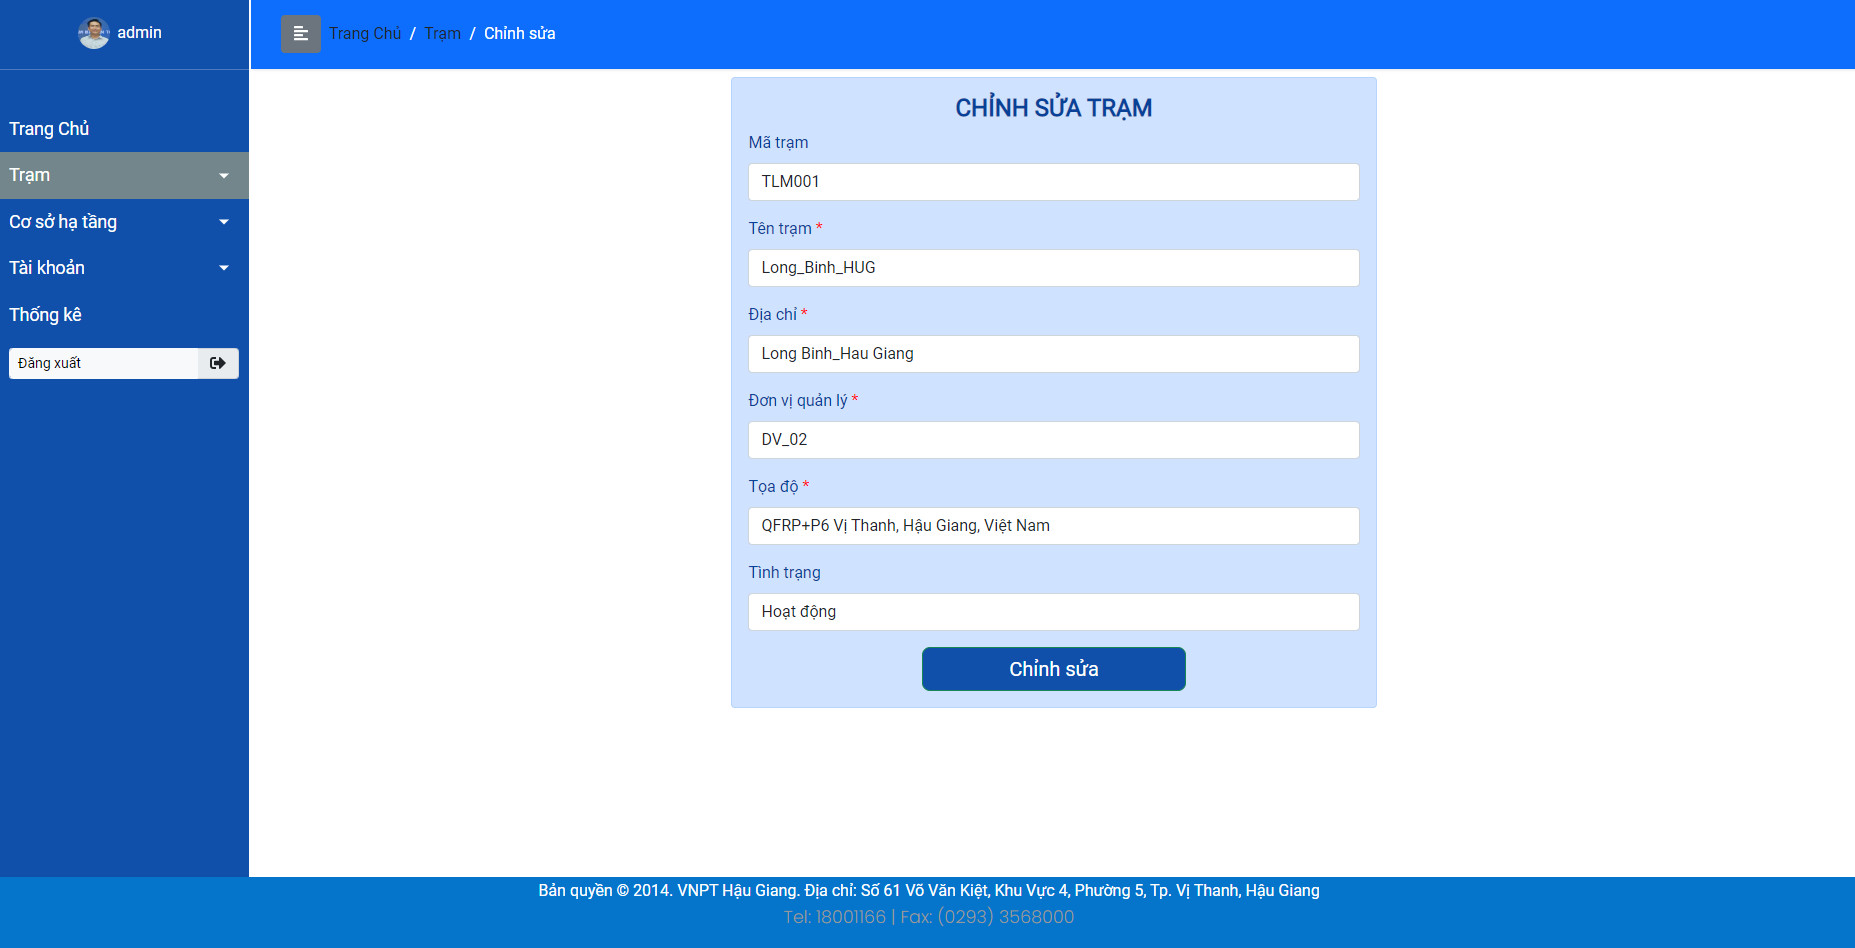 admin
Trang Chủ / Trạm / Chỉnh sửa
Trang Chủ
Trạm
Cơ sở hạ tầng
Tài khoản
Thống kê
Đăng xuất
CHỈNH SỬA TRẠM
Mã trạm
TLM001
Tên trạm *
Long_Binh_HUG
Địa chỉ *
Long Binh_Hau Giang
Đơn vị quản lý *
DV_02
Tọa độ *
QFRP+P6 Vị Thanh, Hậu Giang, Việt Nam
Tình trạng
Hoạt động
Chỉnh sửa
Bản quyền © 2014. VNPT Hậu Giang. Địa chỉ: Số 61 Võ Văn Kiệt, Khu Vực 4, Phường 5, Tp. Vị Thanh, Hậu Giang
Tel: 18001166 | Fax: (0293) 3568000